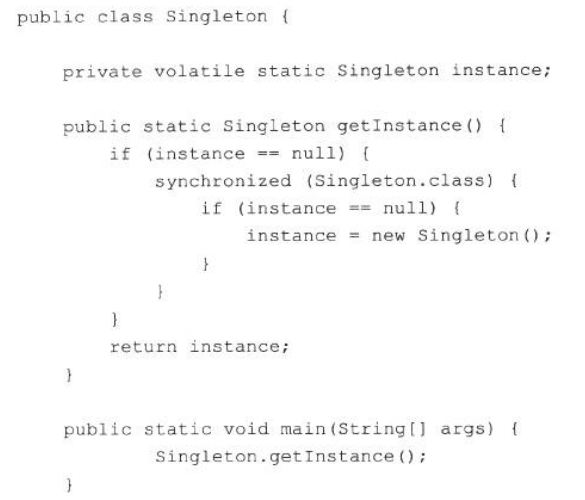 public class Singleton {
private volatile static Singleton instance;
public static Singleton getInstance() {
if (instance == null) {
synchronized (Singleton.class) {
if (instance == null) {
instance = new Singleton();
}
}
}
return instance;
}
public static void main(String[] args) {
Singleton.getInstance();
}